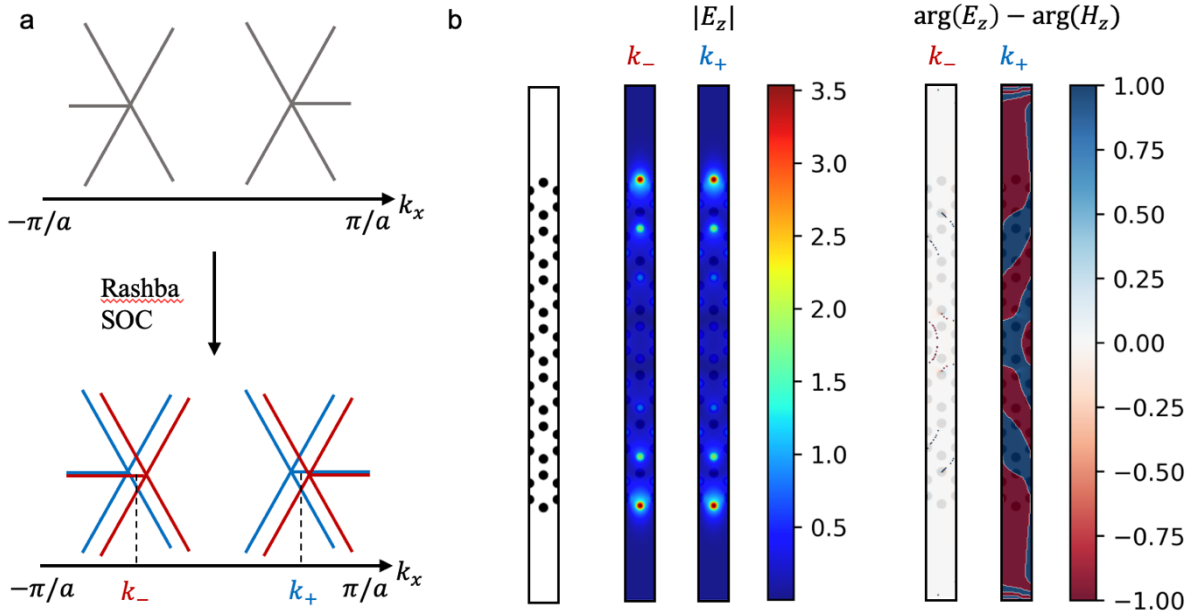 a
−π/a
π/a
k_x
Rashba
SOC
−π/a
k_−
k_+
π/a
k_x
b
|E_z|
k_−
k_+
3.5
3.0
2.5
2.0
1.5
1.0
0.5
arg(E_z) − arg(H_z)
k_−
k_+
1.00
0.75
0.50
0.25
0.00
−0.25
−0.50
−0.75
−1.00